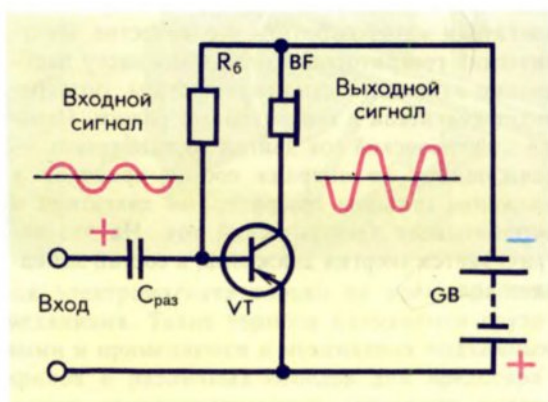 Rб
BF
Входной
сигнал
Выходной
сигнал
+
Cраз
VT
Вход
−
GB
+